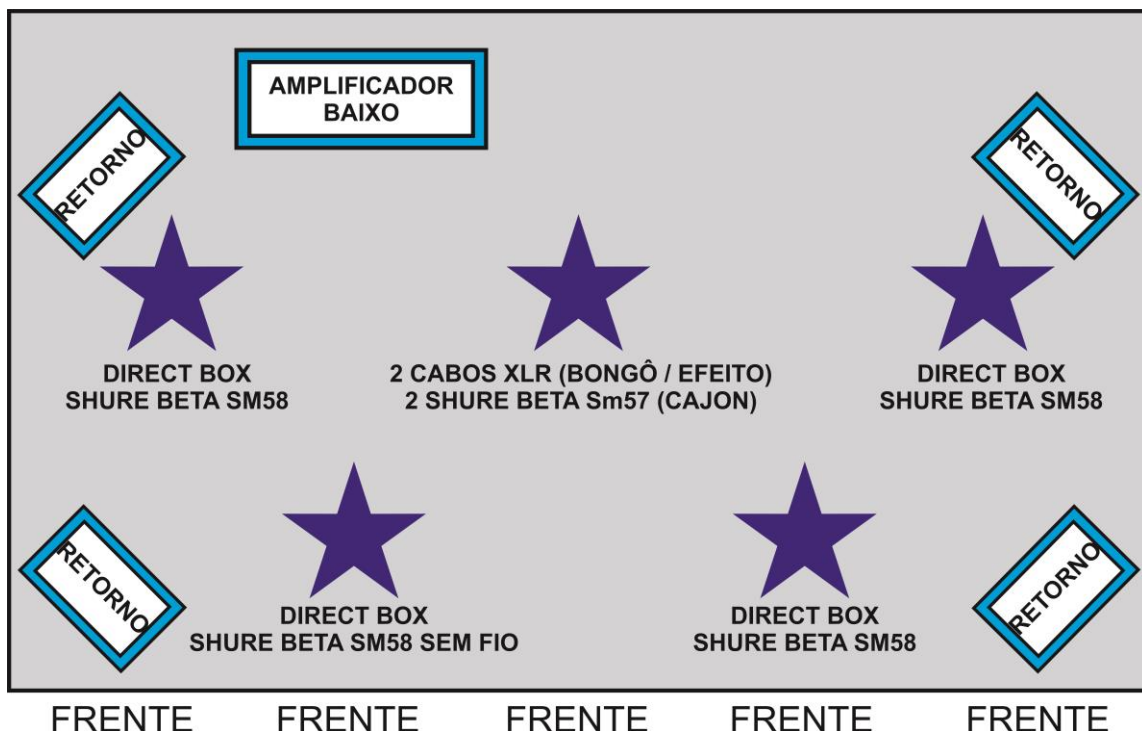 AMPLIFICADOR
BAIXO
RETORNO
RETORNO
DIRECT BOX
SHURE BETA SM58
2 CABOS XLR (BONGÔ / EFEITO)
2 SHURE BETA Sm57 (CAJON)
DIRECT BOX
SHURE BETA SM58
RETORNO
DIRECT BOX
SHURE BETA SM58 SEM FIO
DIRECT BOX
SHURE BETA SM58
RETORNO
FRENTE FRENTE FRENTE FRENTE FRENTE